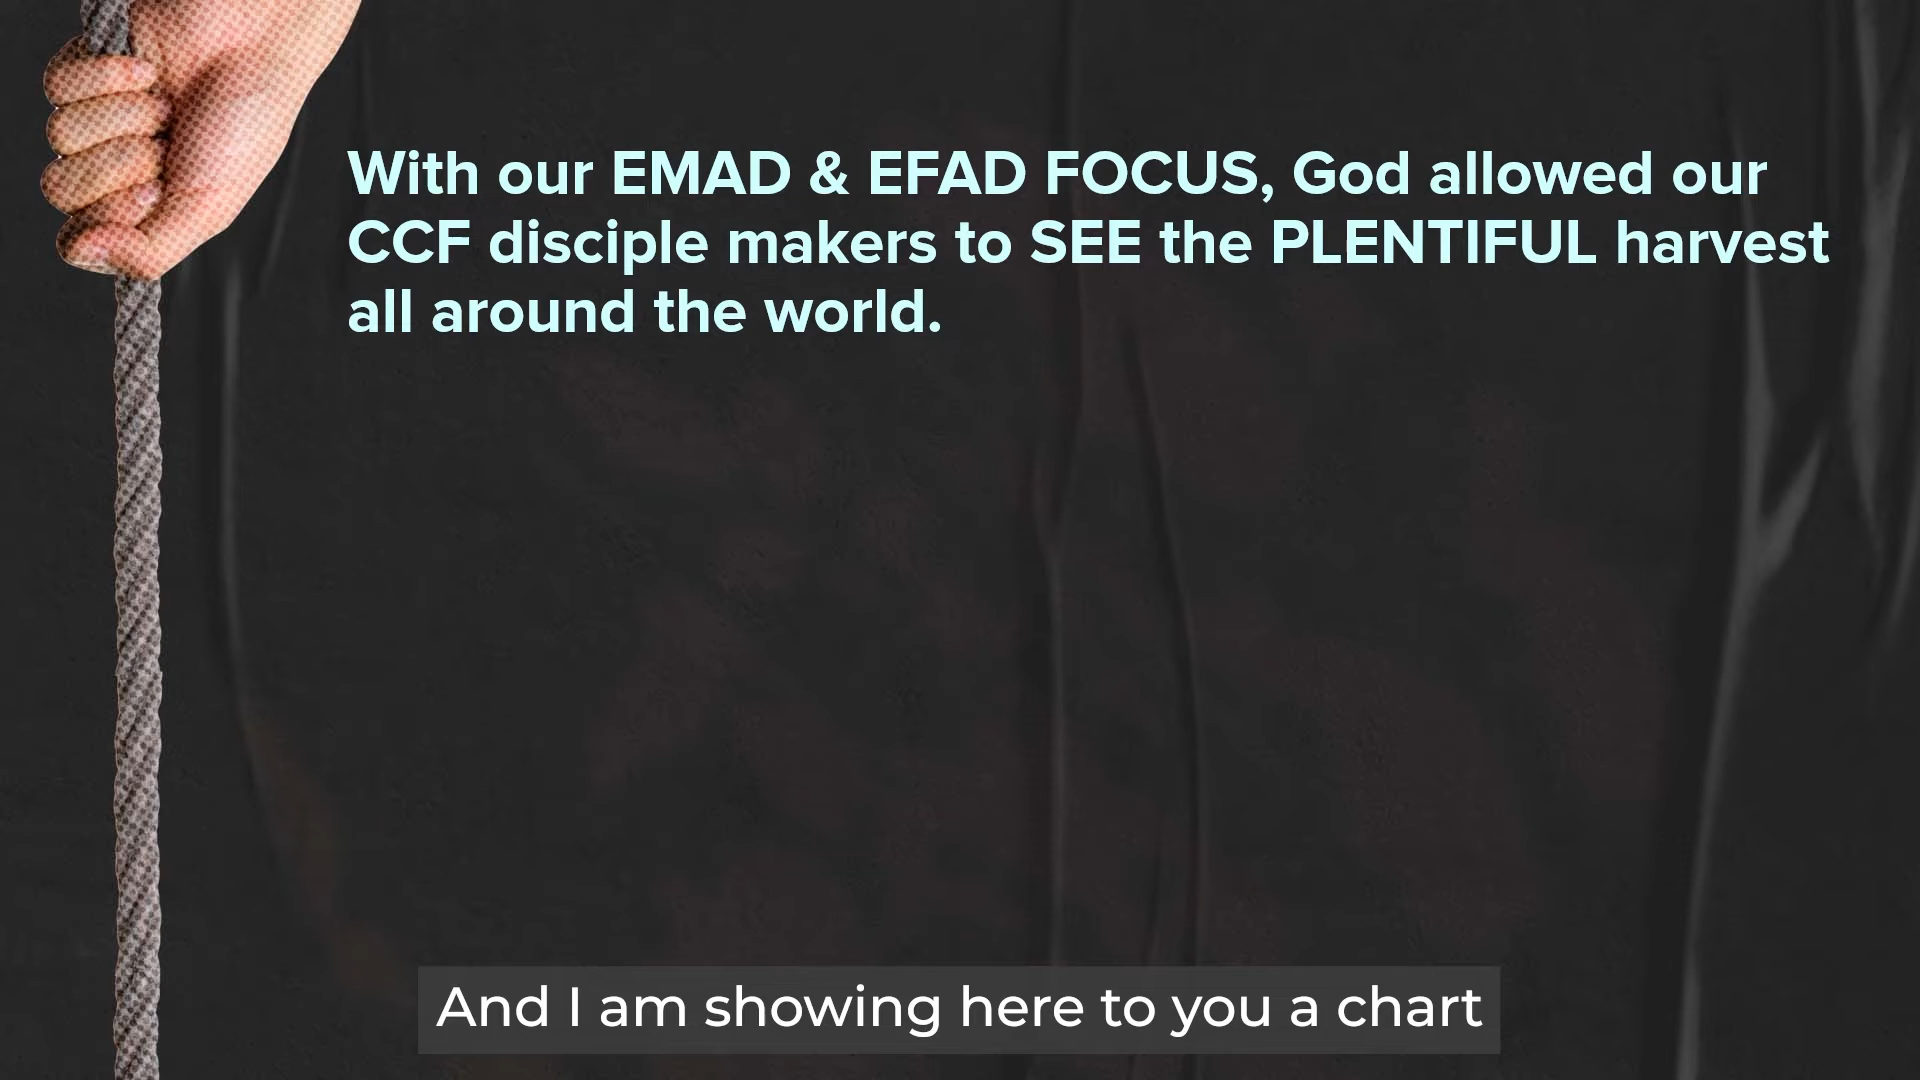 With our EMAD & EFAD FOCUS, God allowed our
CCF disciple makers to SEE the PLENTIFUL harvest
all around the world.
And I am showing here to you a chart